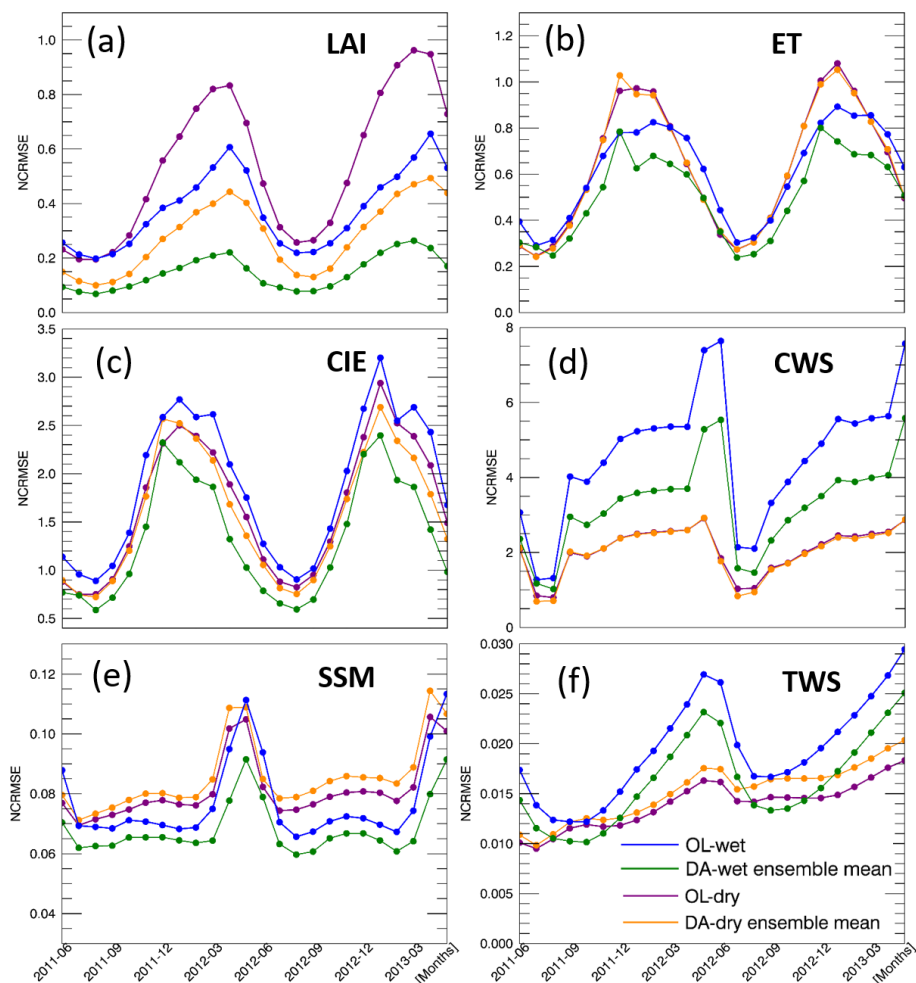 (a) LAI
NCRMSE
1.0
0.8
0.6
0.4
0.2
0.0
(b) ET
NCRMSE
1.2
1.0
0.8
0.6
0.4
0.2
0.0
(c) CIE
NCRMSE
3.5
3.0
2.5
2.0
1.5
1.0
0.5
(d) CWS
NCRMSE
8
6
4
2
0
(e) SSM
NCRMSE
0.12
0.10
0.08
0.06
0.04
2011-06
2011-09
2011-12
2012-03
2012-06
2012-09
2012-12
2013-03
[Months]
(f) TWS
NCRMSE
0.030
0.025
0.020
0.015
0.010
0.005
0.000
OL-wet
DA-wet ensemble mean
OL-dry
DA-dry ensemble mean
2011-06
2011-09
2011-12
2012-03
2012-06
2012-09
2012-12
2013-03
[Months]